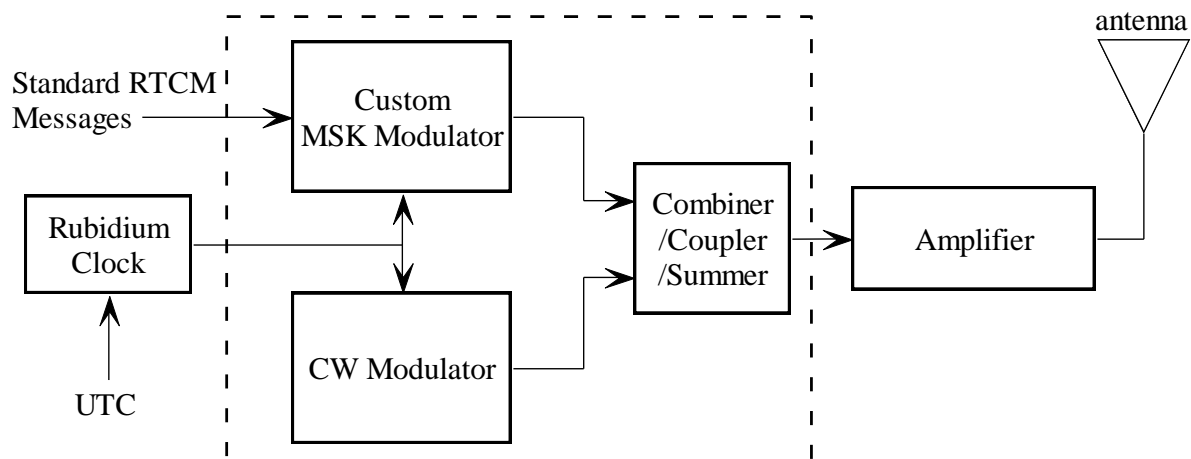 antenna
Standard RTCM
Messages
Custom
MSK Modulator
Rubidium
Clock
Combiner
/Coupler
/Summer
Amplifier
CW Modulator
UTC